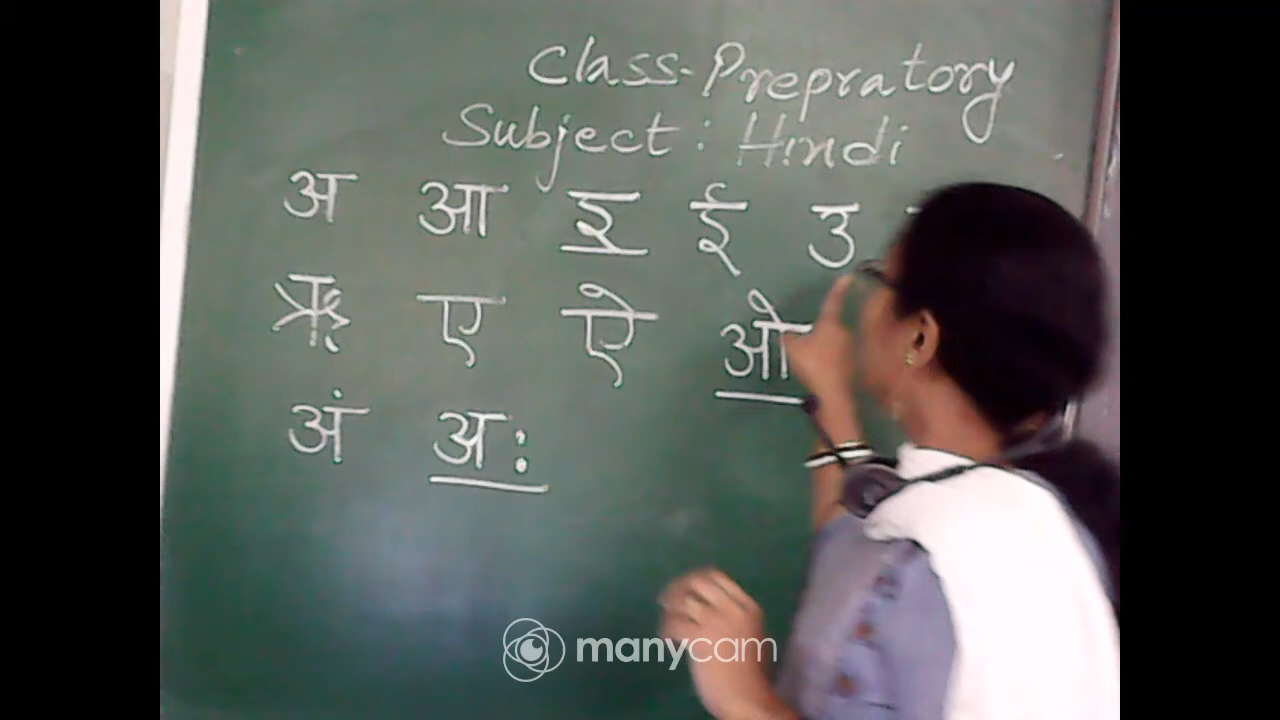 Class-Prepratory
Subject: Hindi
अ आ इ ई उ
ऋ ए ऐ ओ
अं अः
manycam